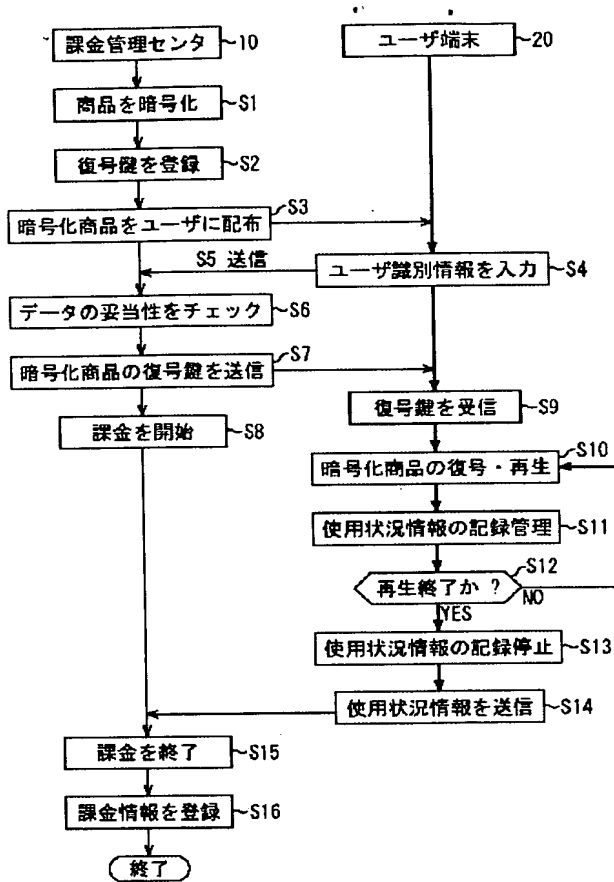 課金管理センタ 10
ユーザ端末 20
商品を暗号化 S1
復号鍵を登録 S2
暗号化商品をユーザに配布 S3
S5 送信
ユーザ識別情報を入力 S4
データの妥当性をチェック S6
暗号化商品の復号鍵を送信 S7
課金を開始 S8
復号鍵を受信 S9
暗号化商品の復号・再生 S10
使用状況情報の記録管理 S11
再生終了か ? S12
NO
YES
使用状況情報の記録停止 S13
使用状況情報を送信 S14
課金を終了 S15
課金情報を登録 S16
終了